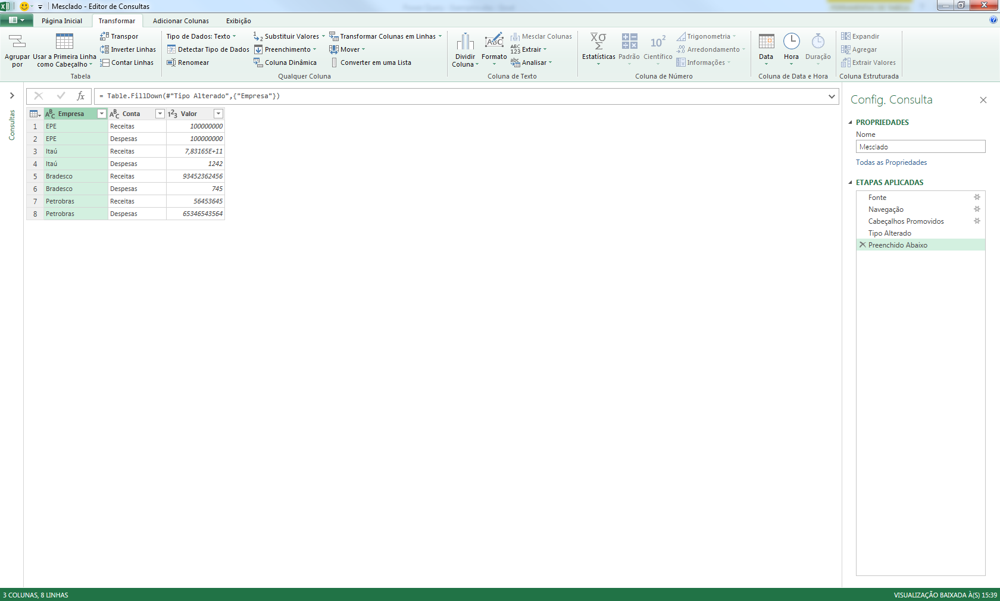 Mesclado - Editor de Consultas
Página Inicial
Transformar
Adicionar Colunas
Exibição
Agrupar por
Usar a Primeira Linha como Cabeçalho
Transpor
Inverter Linhas
Contar Linhas
Tabela
Tipo de Dados: Texto
Detectar Tipo de Dados
Renomear
Substituir Valores
Preenchimento
Coluna Dinâmica
Transformar Colunas em Linhas
Mover
Converter em uma Lista
Qualquer Coluna
Dividir Coluna
Formato
Mesclar Colunas
Extrair
Analisar
Coluna de Texto
Estatísticas
Padrão
Científico
Trigonometria
Arredondamento
Informações
Coluna de Número
Data
Hora
Duração
Coluna de Data e Hora
Expandir
Agregar
Extrair Valores
Coluna Estruturada
Consultas
fx = Table.FillDown(#"Tipo Alterado",{"Empresa"})
Empresa Conta Valor
1 EPE Receitas 100000000
2 EPE Despesas 100000000
3 Itaú Receitas 7,83165E+11
4 Itaú Despesas 1242
5 Bradesco Receitas 93452362456
6 Bradesco Despesas 745
7 Petrobras Receitas 56453645
8 Petrobras Despesas 65346543564
Config. Consulta
PROPRIEDADES
Nome
Mesclado
Todas as Propriedades
ETAPAS APLICADAS
Fonte
Navegação
Cabeçalhos Promovidos
Tipo Alterado
Preenchido Abaixo
3 COLUNAS, 8 LINHAS
VISUALIZAÇÃO BAIXADA À(S) 15:39